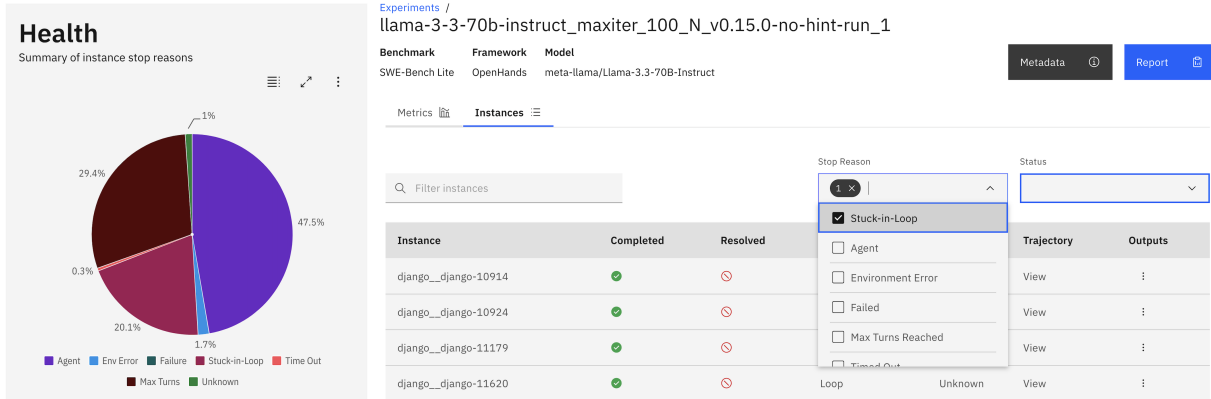 Health
Summary of instance stop reasons
1%
29.4%
47.5%
0.3%
20.1%
1.7%
Agent Env Error Failure Stuck-in-Loop Time Out
Max Turns Unknown
Experiments /
llama-3-3-70b-instruct_maxiter_100_N_v0.15.0-no-hint-run_1
Benchmark Framework Model
SWE-Bench Lite OpenHands meta-llama/Llama-3.3-70B-Instruct
Metadata Report
Metrics Instances
Stop Reason Status
Filter instances 1
Stuck-in-Loop
Agent
Environment Error
Failed
Max Turns Reached
Timed Out
Instance Completed Resolved Trajectory Outputs
django__django-10914 View
django__django-10924 View
django__django-11179 View
django__django-11620 Loop Unknown View